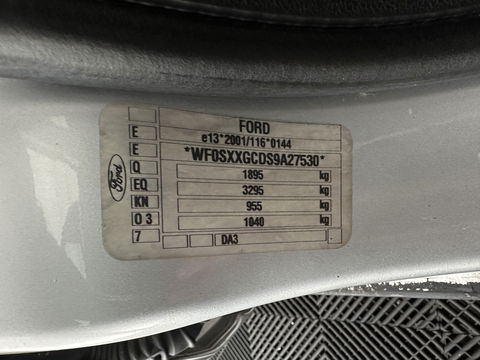 FORD
E e13*2001/116*0144
E *WF0SXXGCDS9A27530*
Q 1895 kg
EQ 3295 kg
KN 955 kg
O 3 1040 kg
7 DA3
Ford